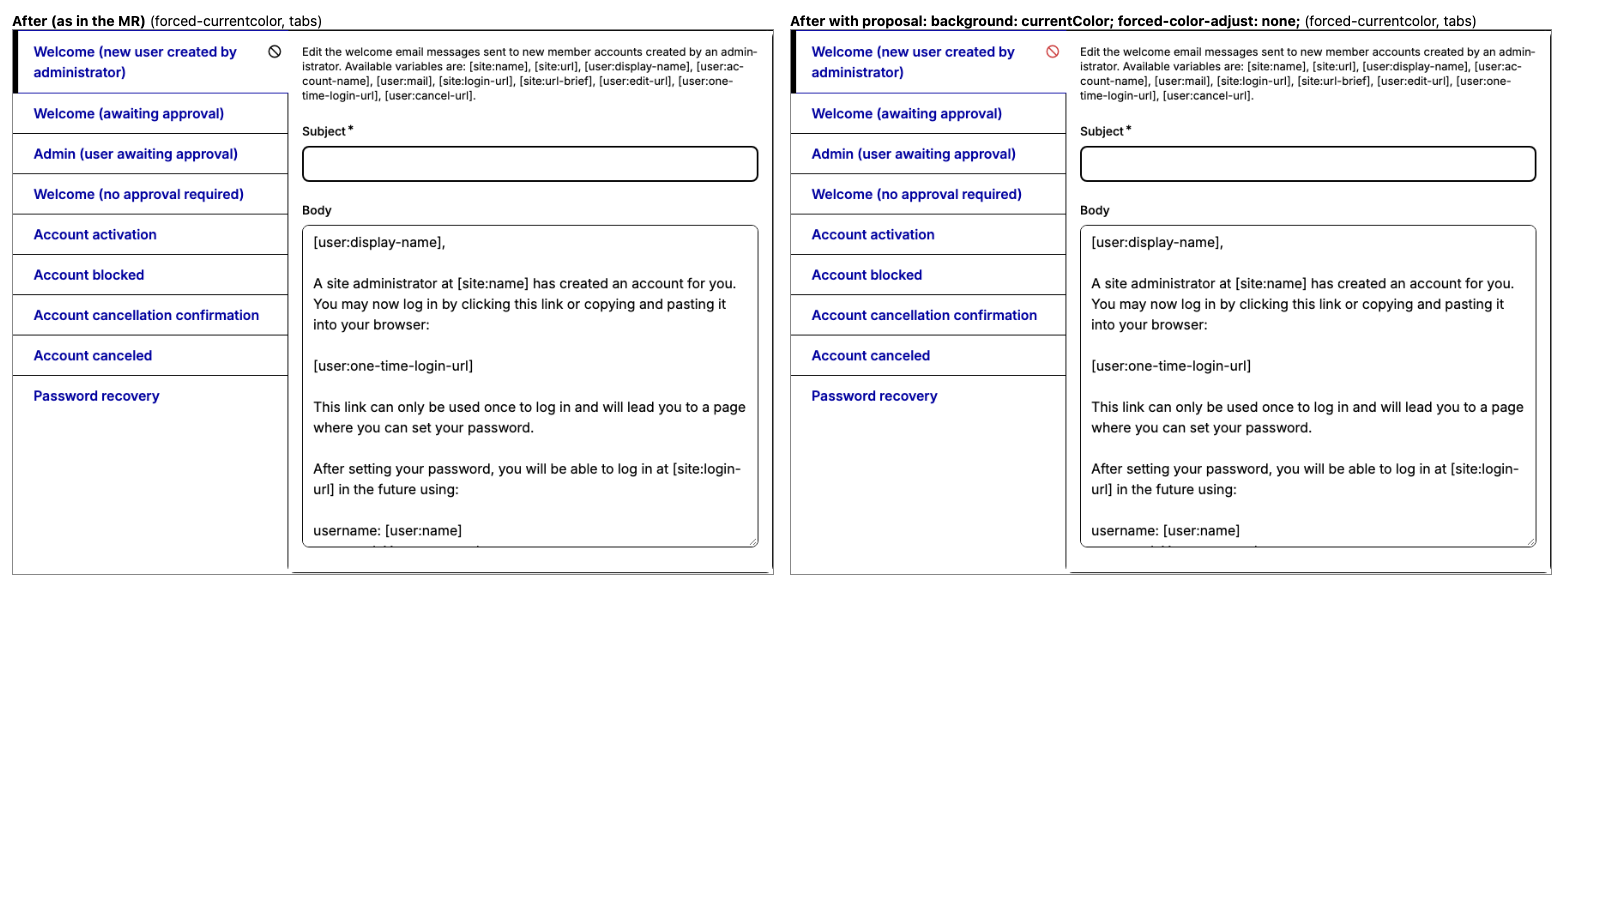 After (as in the MR) (forced-currentcolor, tabs)
Welcome (new user created by
administrator)
Welcome (awaiting approval)
Admin (user awaiting approval)
Welcome (no approval required)
Account activation
Account blocked
Account cancellation confirmation
Account canceled
Password recovery
Edit the welcome email messages sent to new member accounts created by an admin-
istrator. Available variables are: [site:name], [site:url], [user:display-name], [user:ac-
count-name], [user:mail], [site:login-url], [site:url-brief], [user:edit-url], [user:one-
time-login-url], [user:cancel-url].
Subject *
Body
[user:display-name],
A site administrator at [site:name] has created an account for you.
You may now log in by clicking this link or copying and pasting it
into your browser:
[user:one-time-login-url]
This link can only be used once to log in and will lead you to a page
where you can set your password.
After setting your password, you will be able to log in at [site:login-
url] in the future using:
username: [user:name]
After with proposal: background: currentColor; forced-color-adjust: none; (forced-currentcolor, tabs)
Welcome (new user created by
administrator)
Welcome (awaiting approval)
Admin (user awaiting approval)
Welcome (no approval required)
Account activation
Account blocked
Account cancellation confirmation
Account canceled
Password recovery
Edit the welcome email messages sent to new member accounts created by an admin-
istrator. Available variables are: [site:name], [site:url], [user:display-name], [user:ac-
count-name], [user:mail], [site:login-url], [site:url-brief], [user:edit-url], [user:one-
time-login-url], [user:cancel-url].
Subject *
Body
[user:display-name],
A site administrator at [site:name] has created an account for you.
You may now log in by clicking this link or copying and pasting it
into your browser:
[user:one-time-login-url]
This link can only be used once to log in and will lead you to a page
where you can set your password.
After setting your password, you will be able to log in at [site:login-
url] in the future using:
username: [user:name]